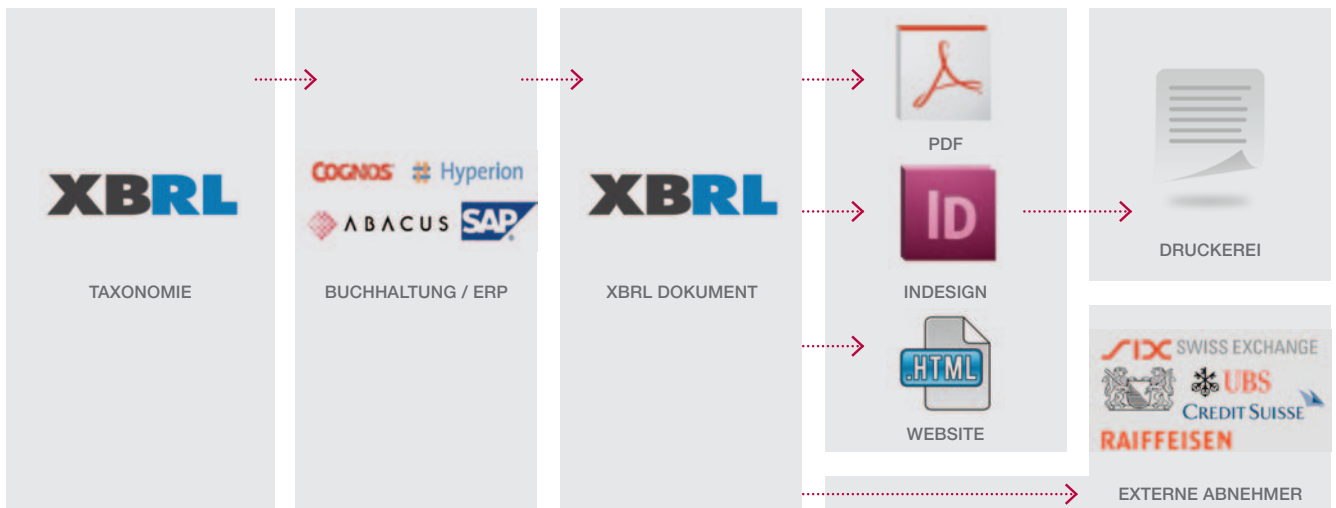 XBRL
TAXONOMIE
COGNOS Hyperion
ABACUS SAP
BUCHHALTUNG / ERP
XBRL
XBRL DOKUMENT
PDF
ID
INDESIGN
.HTML
WEBSITE
DRUCKEREI
SIX SWISS EXCHANGE
UBS
CREDIT SUISSE
RAIFFEISEN
EXTERNE ABNEHMER